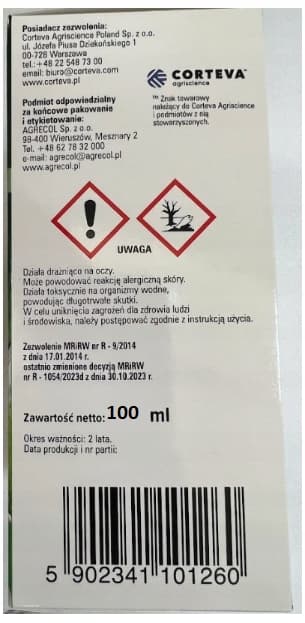 Posiadacz zezwolenia:
Corteva Agriscience Poland Sp. z o.o.
ul. Józefa Piusa Dziekońskiego 1
00-728 Warszawa
tel.:+48 22 548 73 00
email: biuro@corteva.com
www.corteva.pl
CORTEVA
agriscience
™ Znak towarowy
należący do Corteva Agriscience
i podmiotów z nią
stowarzyszonych.
Podmiot odpowiedzialny
za końcowe pakowanie
i etykietowanie:
AGRECOL Sp. z o.o.
98-400 Wieruszów, Mesznary 2
Tel. +48 62 78 32 000
e-mail: agrecol@agrecol.pl
www.agrecol.pl
UWAGA
Działa drażniąco na oczy.
Może powodować reakcję alergiczną skóry.
Działa toksycznie na organizmy wodne,
powodując długotrwałe skutki.
W celu uniknięcia zagrożeń dla zdrowia ludzi
i środowiska, należy postępować zgodnie z instrukcją użycia.
Zezwolenie MRiRW nr R - 9/2014
z dnia 17.01.2014 r.
ostatnio zmienione decyzją MRiRW
nr R - 1054/2023d z dnia 30.10.2023 r.
Zawartość netto: 100 ml
Okres ważności: 2 lata.
Data produkcji i nr partii:
5 902341 101260